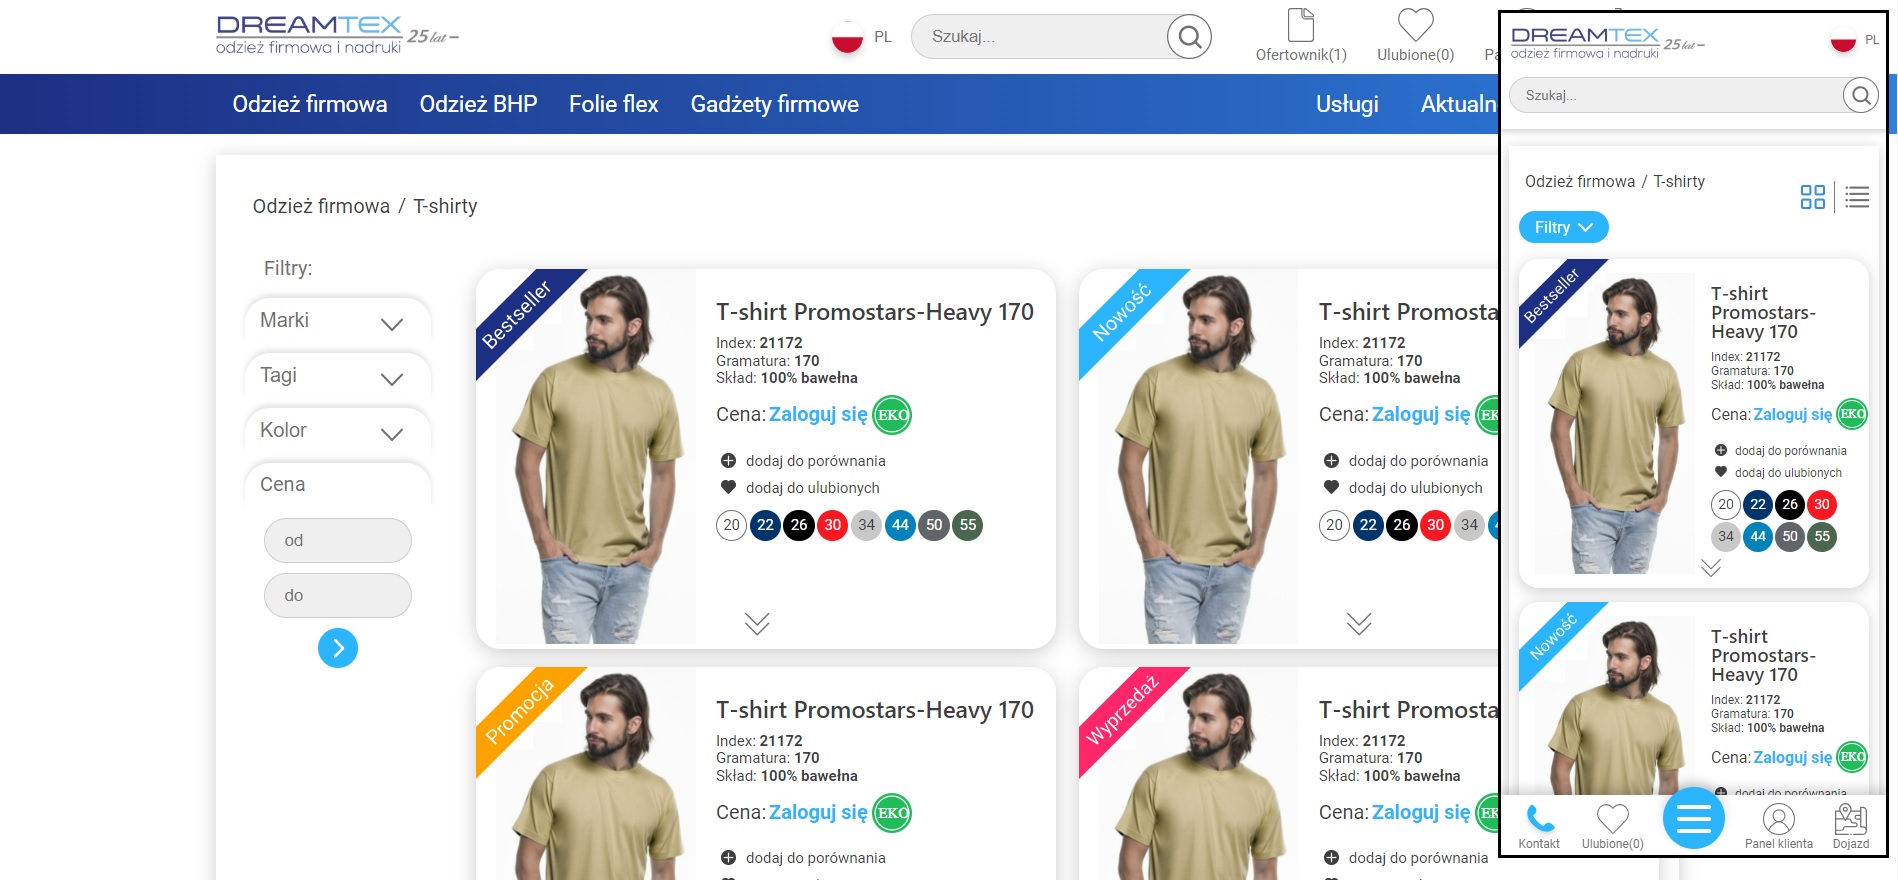 DREAMTEX 25 lat
odzież firmowa i nadruki
PL
Szukaj...
Ofertownik(1)
Ulubione(0)
Pa
Odzież firmowa
Odzież BHP
Folie flex
Gadżety firmowe
Usługi
Aktualn
Odzież firmowa / T-shirty
Filtry:
Marki
Tagi
Kolor
Cena
od
do
Bestseller
T-shirt Promostars-Heavy 170
Index: 21172
Gramatura: 170
Skład: 100% bawełna
Cena: Zaloguj się EKO
dodaj do porównania
dodaj do ulubionych
20 22 26 30 34 44 50 55
Nowość
T-shirt Promosta
Index: 21172
Gramatura: 170
Skład: 100% bawełna
Cena: Zaloguj się EK
dodaj do porównania
dodaj do ulubionych
20 22 26 30 34 4
Promocja
T-shirt Promostars-Heavy 170
Index: 21172
Gramatura: 170
Skład: 100% bawełna
Cena: Zaloguj się EKO
dodaj do porównania
Wyprzedaż
T-shirt Promosta
Index: 21172
Gramatura: 170
Skład: 100% bawełna
Cena: Zaloguj się EK
dodaj do porównania
DREAMTEX 25 lat
odzież firmowa i nadruki
PL
Szukaj...
Odzież firmowa / T-shirty
Filtry
Bestseller
T-shirt
Promostars-
Heavy 170
Index: 21172
Gramatura: 170
Skład: 100% bawełna
Cena: Zaloguj się EKO
dodaj do porównania
dodaj do ulubionych
20 22 26 30
34 44 50 55
Nowość
T-shirt
Promostars-
Heavy 170
Index: 21172
Gramatura: 170
Skład: 100% bawełna
Cena: Zaloguj się EKO
dodaj do porównania
Kontakt
Ulubione(0)
Panel klienta
Dojazd